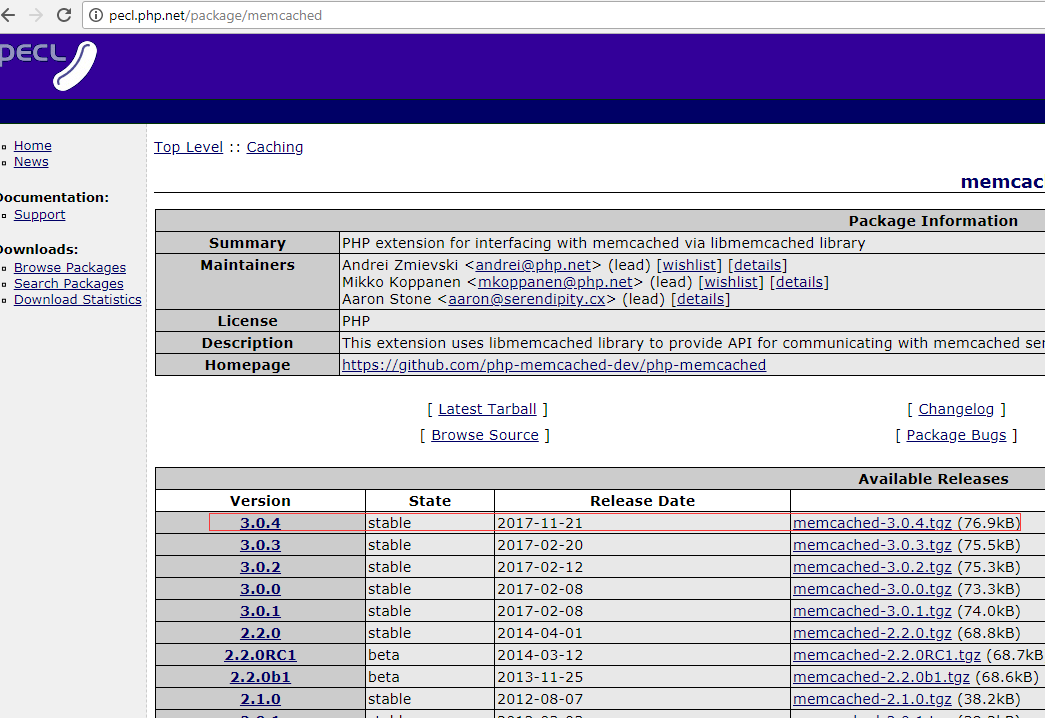 pecl.php.net/package/memcached
PECL
Home
News
Documentation:
Support
Downloads:
Browse Packages
Search Packages
Download Statistics
Top Level :: Caching
memcac
Package Information
Summary PHP extension for interfacing with memcached via libmemcached library
Maintainers Andrei Zmievski <andrei@php.net> (lead) [wishlist] [details]
Mikko Koppanen <mkoppanen@php.net> (lead) [wishlist] [details]
Aaron Stone <aaron@serendipity.cx> (lead) [details]
License PHP
Description This extension uses libmemcached library to provide API for communicating with memcached ser
Homepage https://github.com/php-memcached-dev/php-memcached
[ Latest Tarball ] [ Changelog ]
[ Browse Source ] [ Package Bugs ]
Available Releases
Version State Release Date
3.0.4 stable 2017-11-21 memcached-3.0.4.tgz (76.9kB)
3.0.3 stable 2017-02-20 memcached-3.0.3.tgz (75.5kB)
3.0.2 stable 2017-02-12 memcached-3.0.2.tgz (75.3kB)
3.0.0 stable 2017-02-08 memcached-3.0.0.tgz (73.3kB)
3.0.1 stable 2017-02-08 memcached-3.0.1.tgz (74.0kB)
2.2.0 stable 2014-04-01 memcached-2.2.0.tgz (68.8kB)
2.2.0RC1 beta 2014-03-12 memcached-2.2.0RC1.tgz (68.7kB
2.2.0b1 beta 2013-11-25 memcached-2.2.0b1.tgz (68.6kB)
2.1.0 stable 2012-08-07 memcached-2.1.0.tgz (38.2kB)